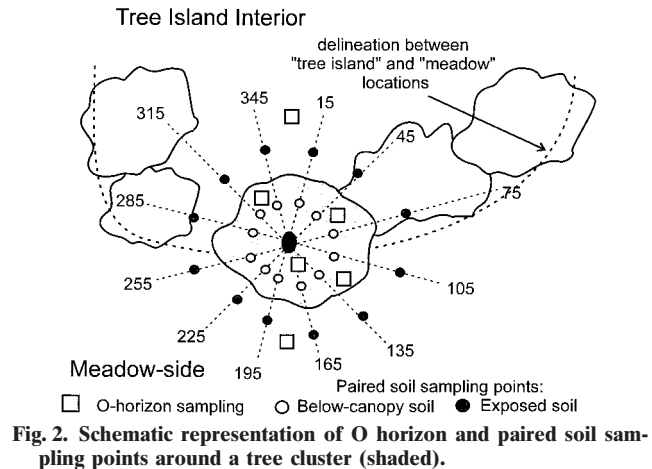 Tree Island Interior
delineation between
"tree island" and "meadow"
locations
345
15
315
45
285
75
255
105
225
135
195
165
Meadow-side
Paired soil sampling points:
O-horizon sampling
Below-canopy soil
Exposed soil
Fig. 2. Schematic representation of O horizon and paired soil sam-
pling points around a tree cluster (shaded).